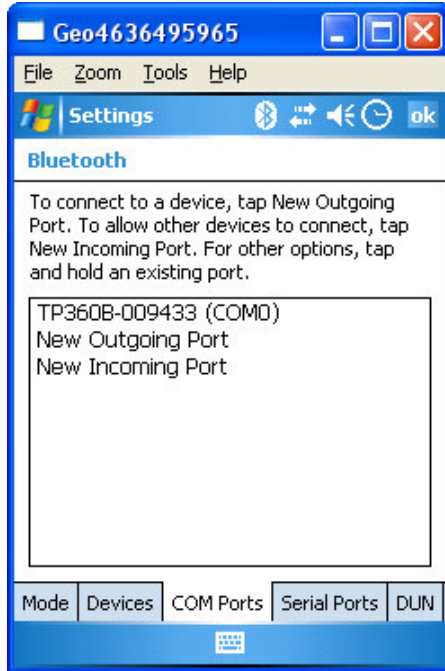 Geo4636495965
File Zoom Tools Help
Settings ok
Bluetooth
To connect to a device, tap New Outgoing
Port. To allow other devices to connect, tap
New Incoming Port. For other options, tap
and hold an existing port.
TP360B-009433 (COM0)
New Outgoing Port
New Incoming Port
Mode Devices COM Ports Serial Ports DUN